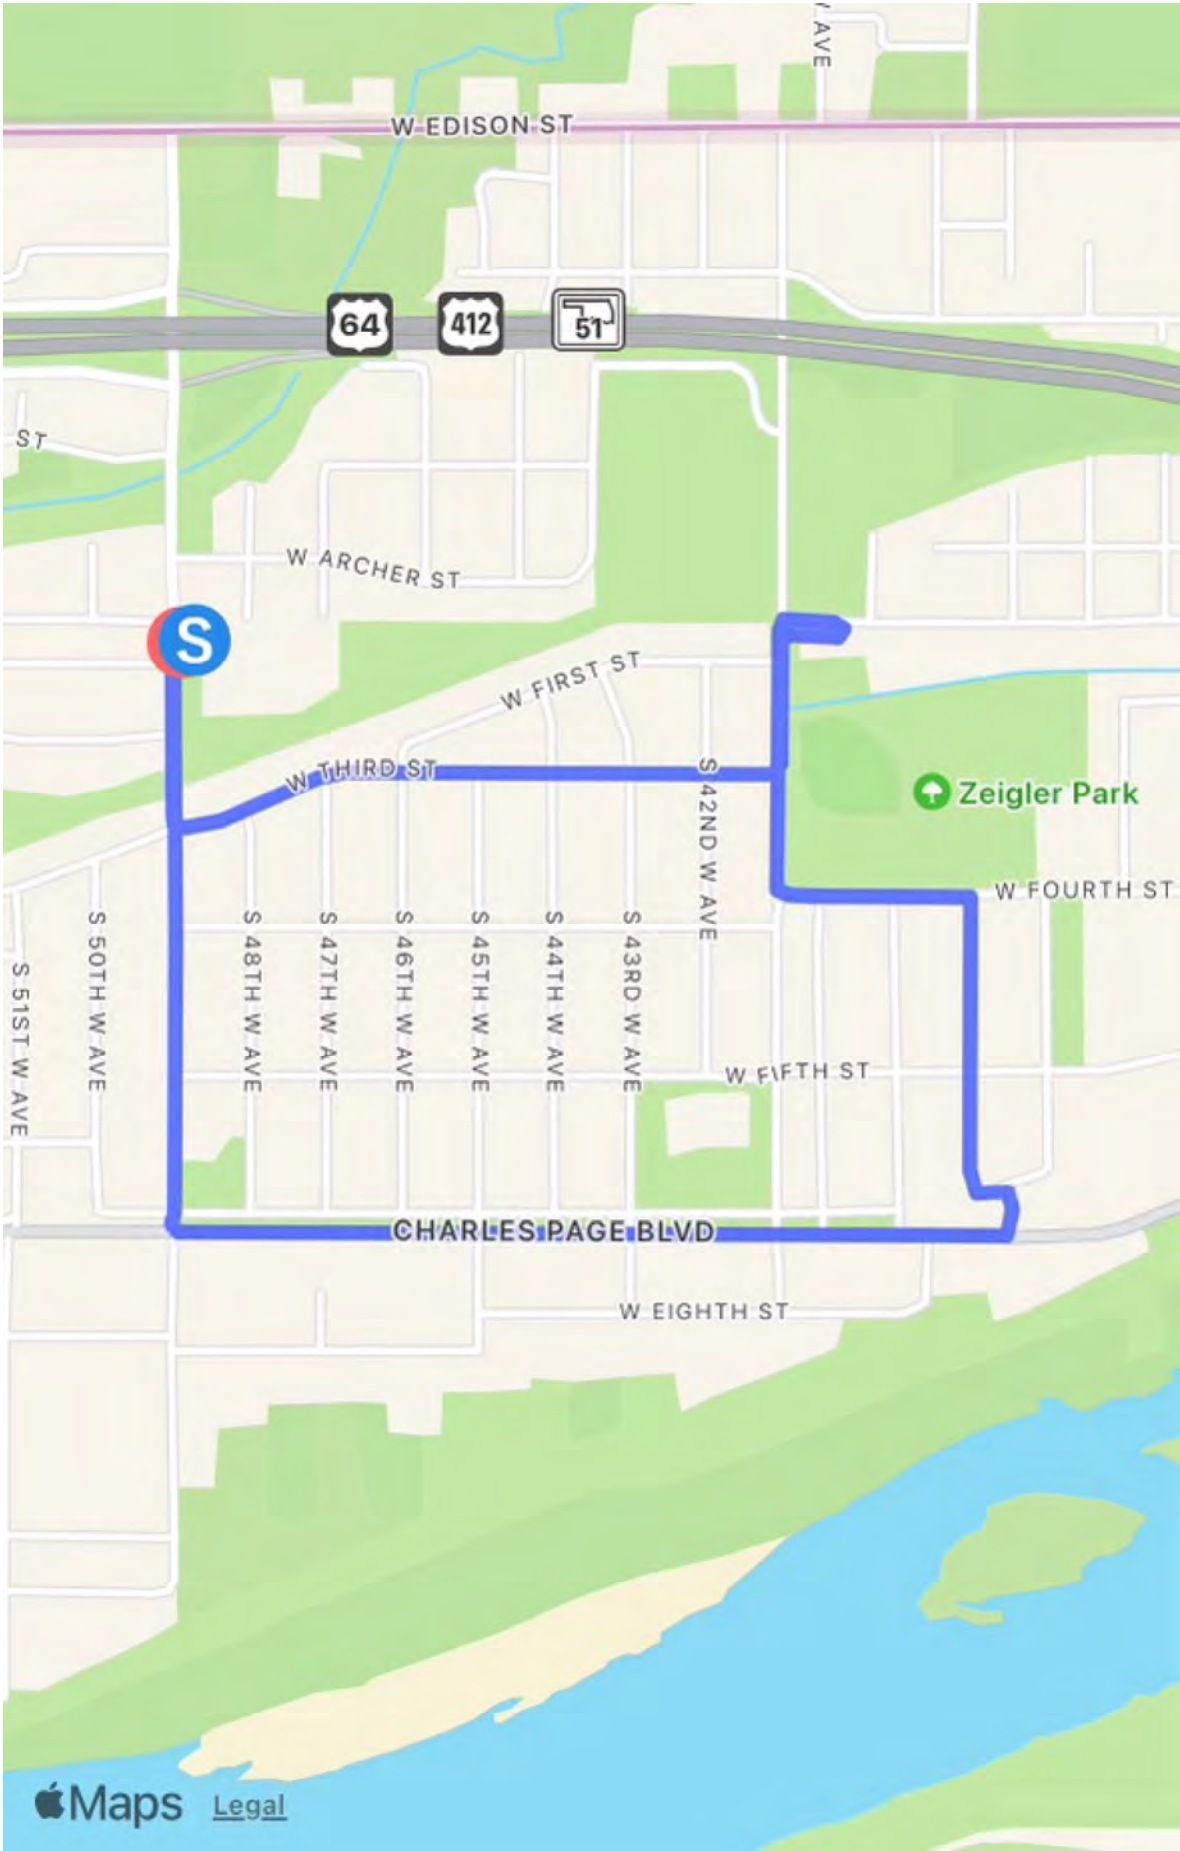 W AVE
W EDISON ST
64
412
51
ST
W ARCHER ST
S
W FIRST ST
W THIRD ST
S 42ND W AVE
Zeigler Park
W FOURTH ST
S 51ST W AVE
S 50TH W AVE
S 48TH W AVE
S 47TH W AVE
S 46TH W AVE
S 45TH W AVE
S 44TH W AVE
S 43RD W AVE
W FIFTH ST
CHARLES PAGE BLVD
W EIGHTH ST
Maps
Legal